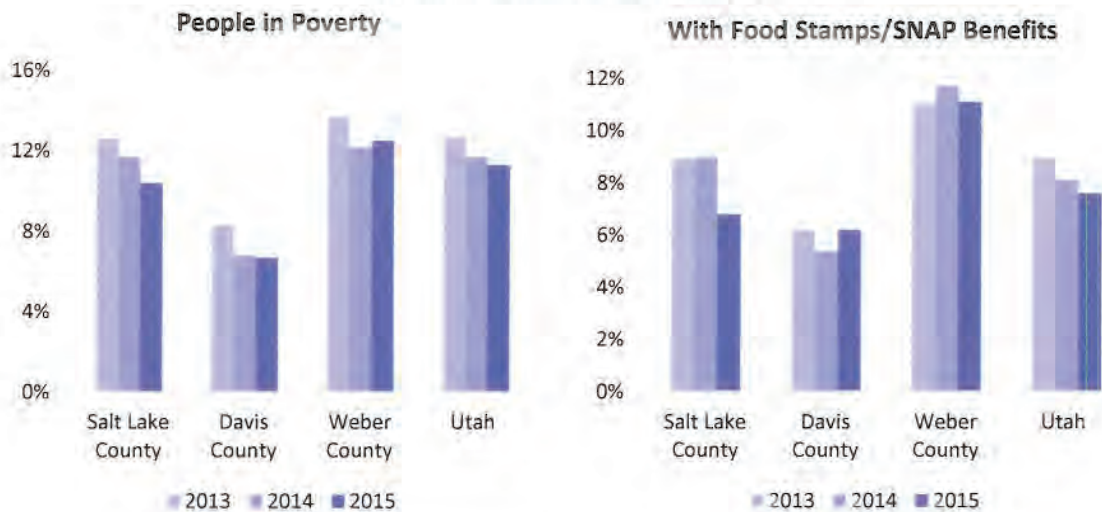 People in Poverty
16%
12%
8%
4%
0%
Salt Lake County
Davis County
Weber County
Utah
2013 2014 2015
With Food Stamps/SNAP Benefits
12%
10%
8%
6%
4%
2%
0%
Salt Lake County
Davis County
Weber County
Utah
2013 2014 2015